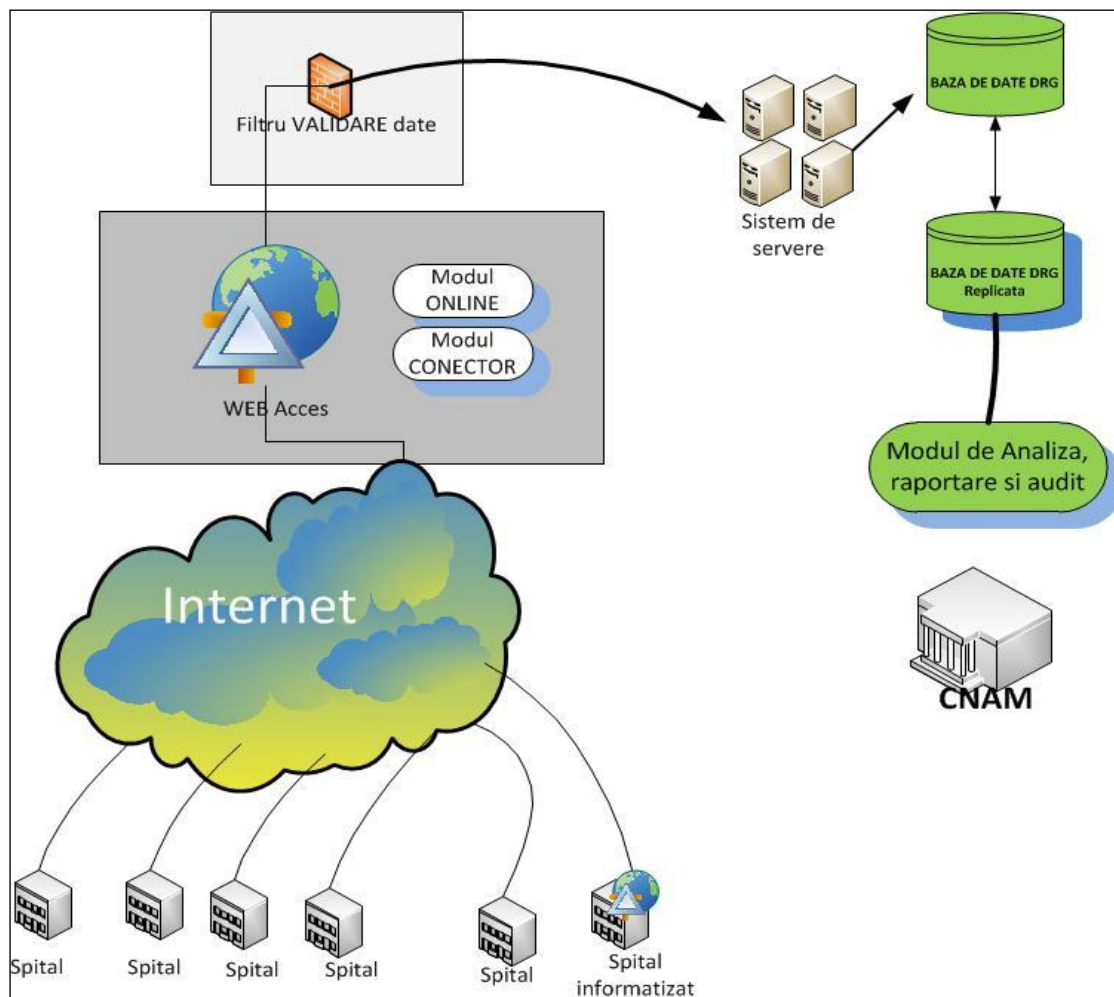 Filtru VALIDARE date
BAZA DE DATE DRG
Sistem de
servere
BAZA DE DATE DRG
Replicata
Modul
ONLINE
Modul
CONECTOR
WEB Acces
Modul de Analiza,
raportare si audit
Internet
CNAM
Spital
Spital
Spital
Spital
Spital
Spital
informatizat